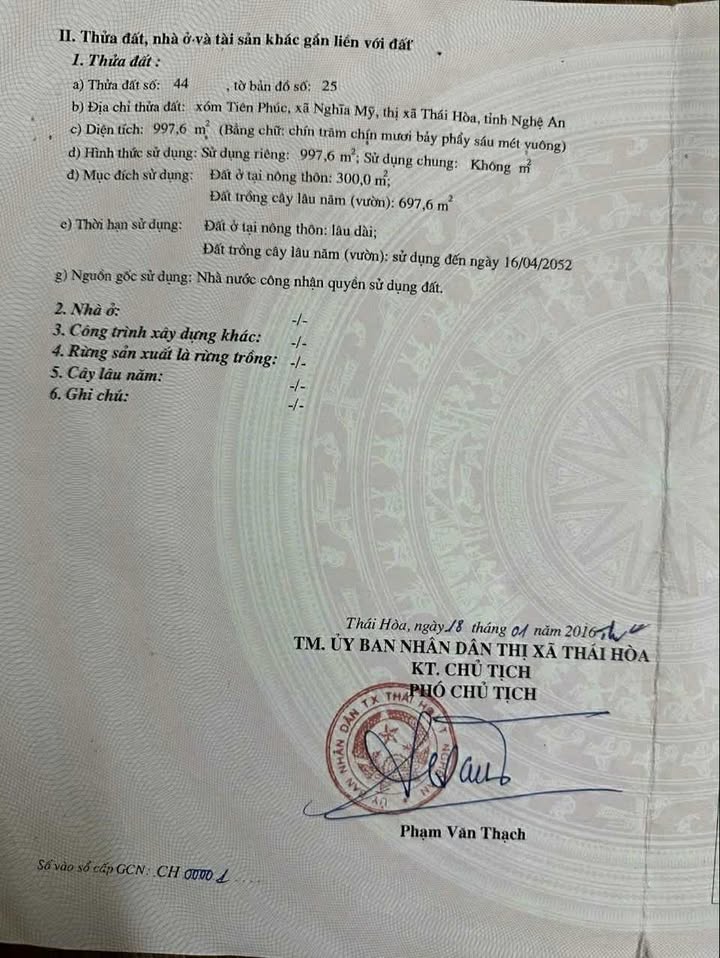 II. Thửa đất, nhà ở và tài sản khác gắn liền với đất
1. Thửa đất :
a) Thửa đất số: 44 , tờ bản đồ số: 25
b) Địa chỉ thửa đất: xóm Tiên Phúc, xã Nghĩa Mỹ, thị xã Thái Hòa, tỉnh Nghệ An
c) Diện tích: 997,6 m² (Bằng chữ: chín trăm chín mươi bảy phẩy sáu mét vuông)
d) Hình thức sử dụng: Sử dụng riêng: 997,6 m²; Sử dụng chung: Không m²
đ) Mục đích sử dụng: Đất ở tại nông thôn: 300,0 m²;
Đất trồng cây lâu năm (vườn): 697,6 m²
e) Thời hạn sử dụng: Đất ở tại nông thôn: lâu dài;
Đất trồng cây lâu năm (vườn): sử dụng đến ngày 16/04/2052
g) Nguồn gốc sử dụng: Nhà nước công nhận quyền sử dụng đất.
2. Nhà ở: -/-
3. Công trình xây dựng khác: -/-
4. Rừng sản xuất là rừng trồng: -/-
5. Cây lâu năm: -/-
6. Ghi chú: -/-
Thái Hòa, ngày 18 tháng 01 năm 2016
TM. ỦY BAN NHÂN DÂN THỊ XÃ THÁI HÒA
KT. CHỦ TỊCH
PHÓ CHỦ TỊCH
ỦY BAN NHÂN DÂN TX THÁI HÒA
Phạm Văn Thạch
Số vào sổ cấp GCN: CH 00001